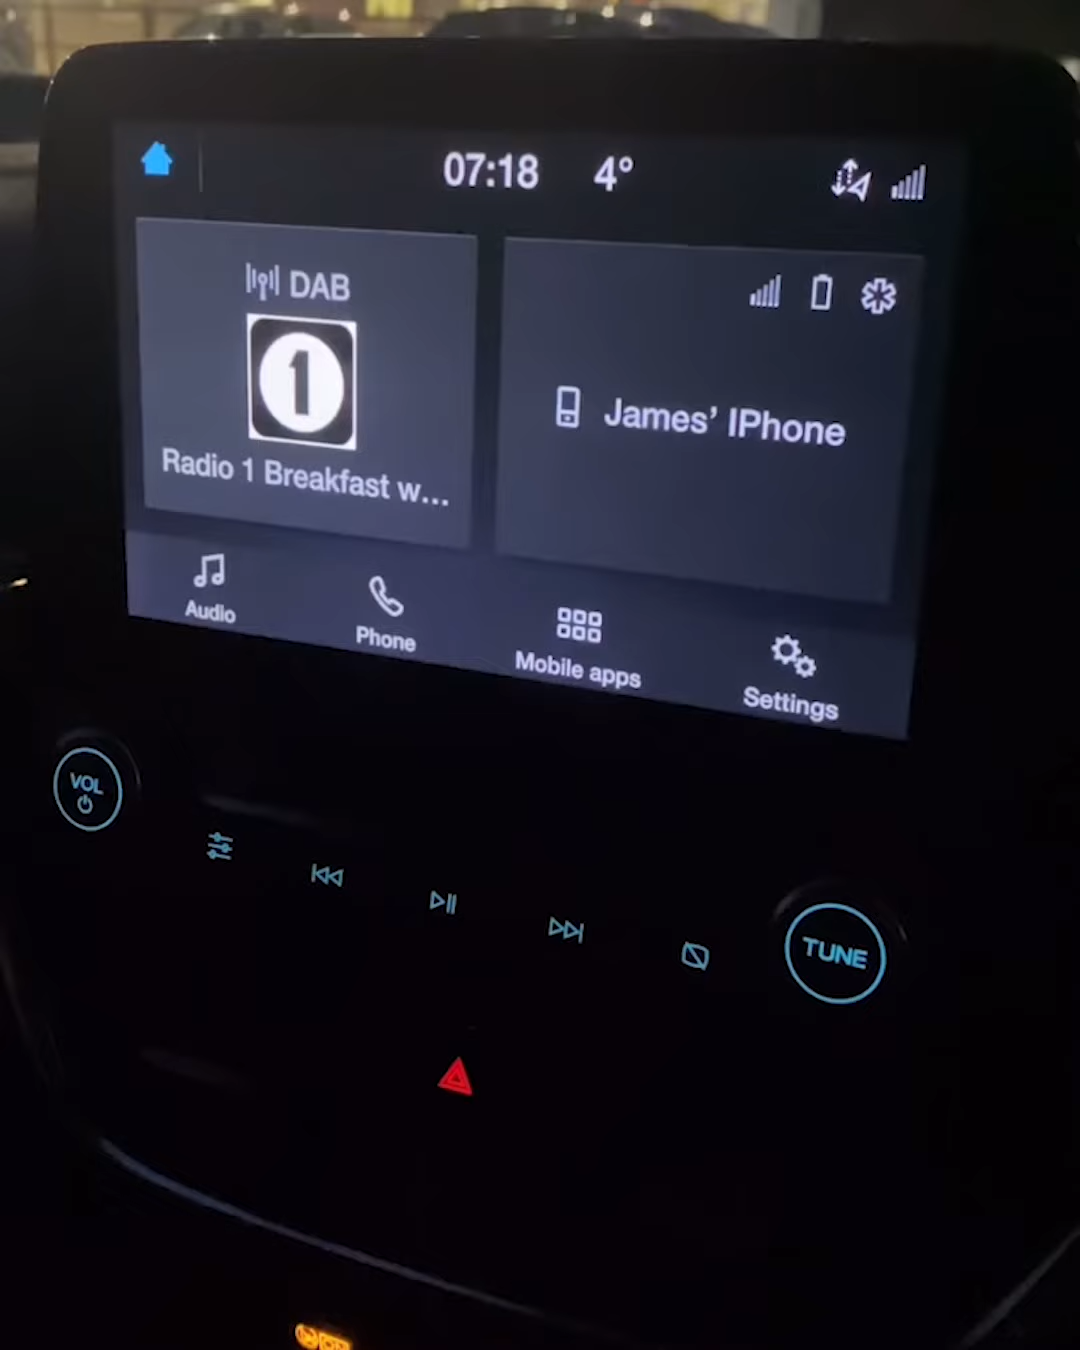 07:18 4°
DAB
1
Radio 1 Breakfast w...
James’ IPhone
Audio
Phone
Mobile apps
Settings
VOL
TUNE